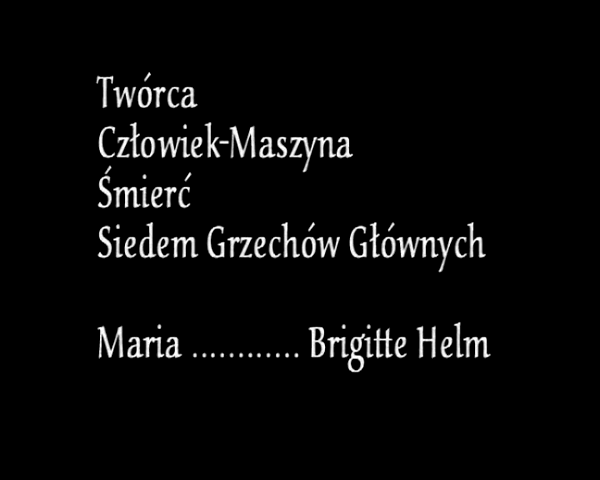 Twórca
Człowiek-Maszyna
Śmierć
Siedem Grzechów Głównych
Maria ............ Brigitte Helm